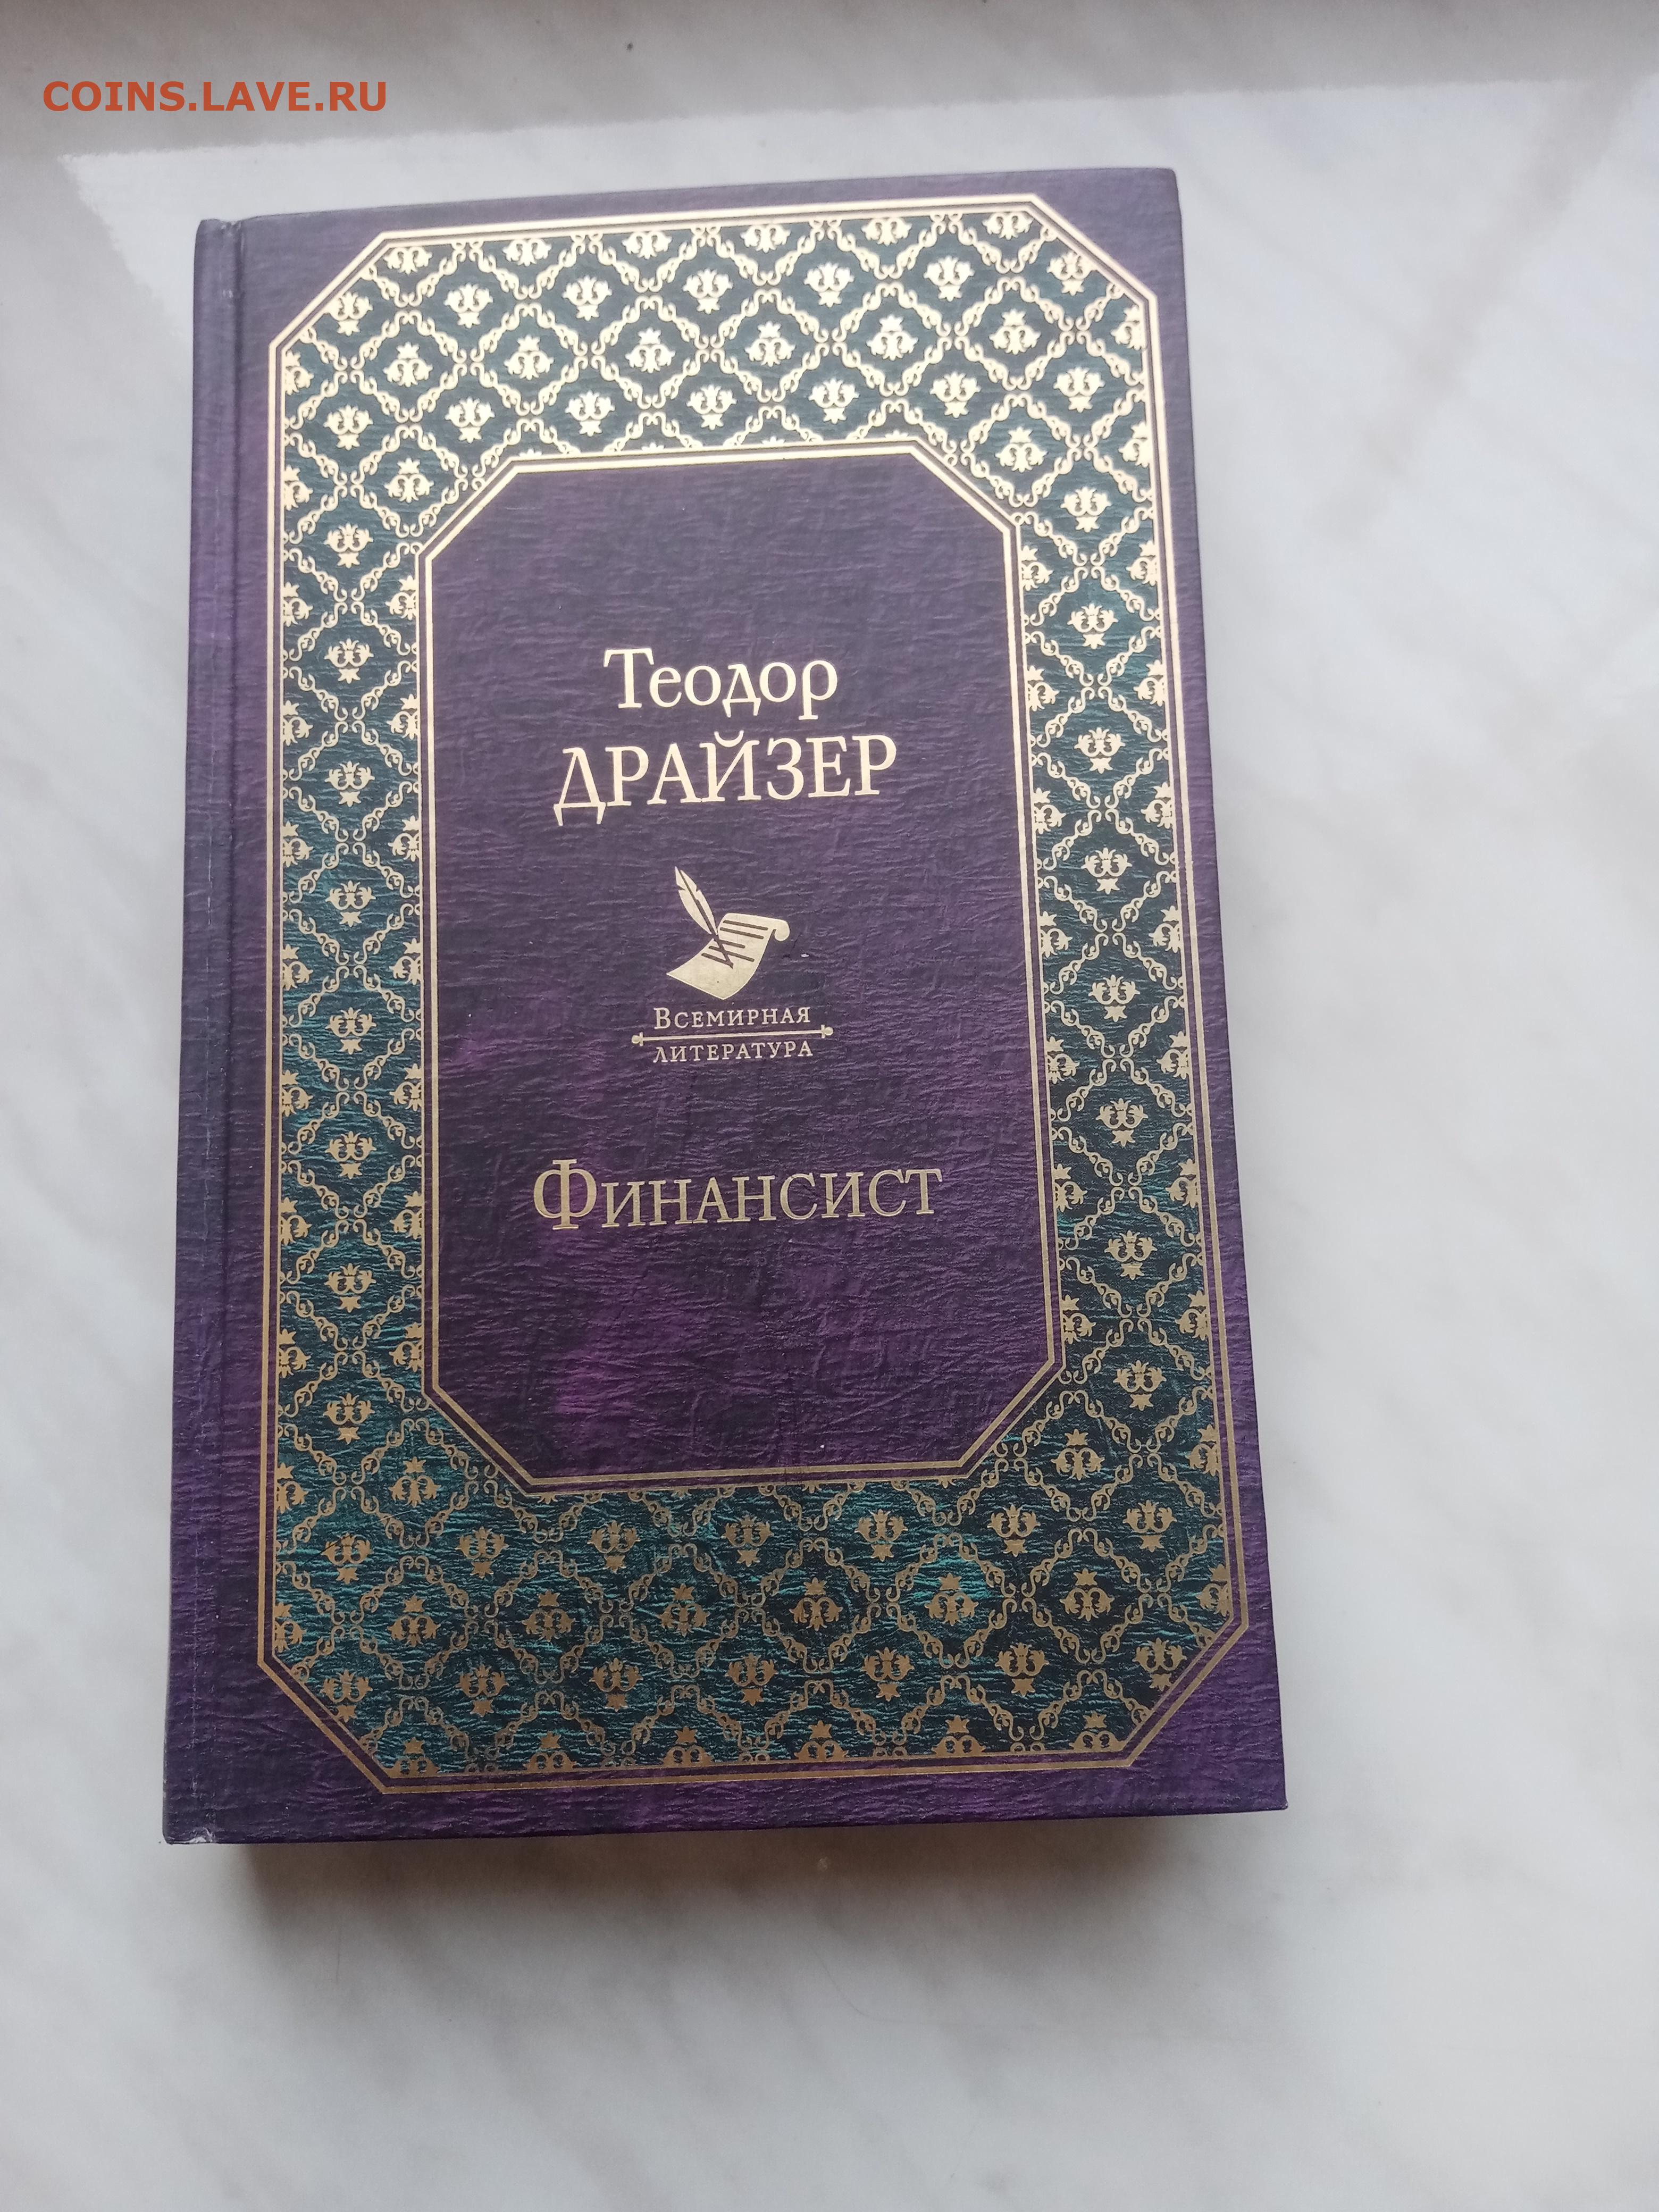 COINS.LAVE.RU
Теодор
ДРАЙЗЕР
Всемирная
литература
Финансист